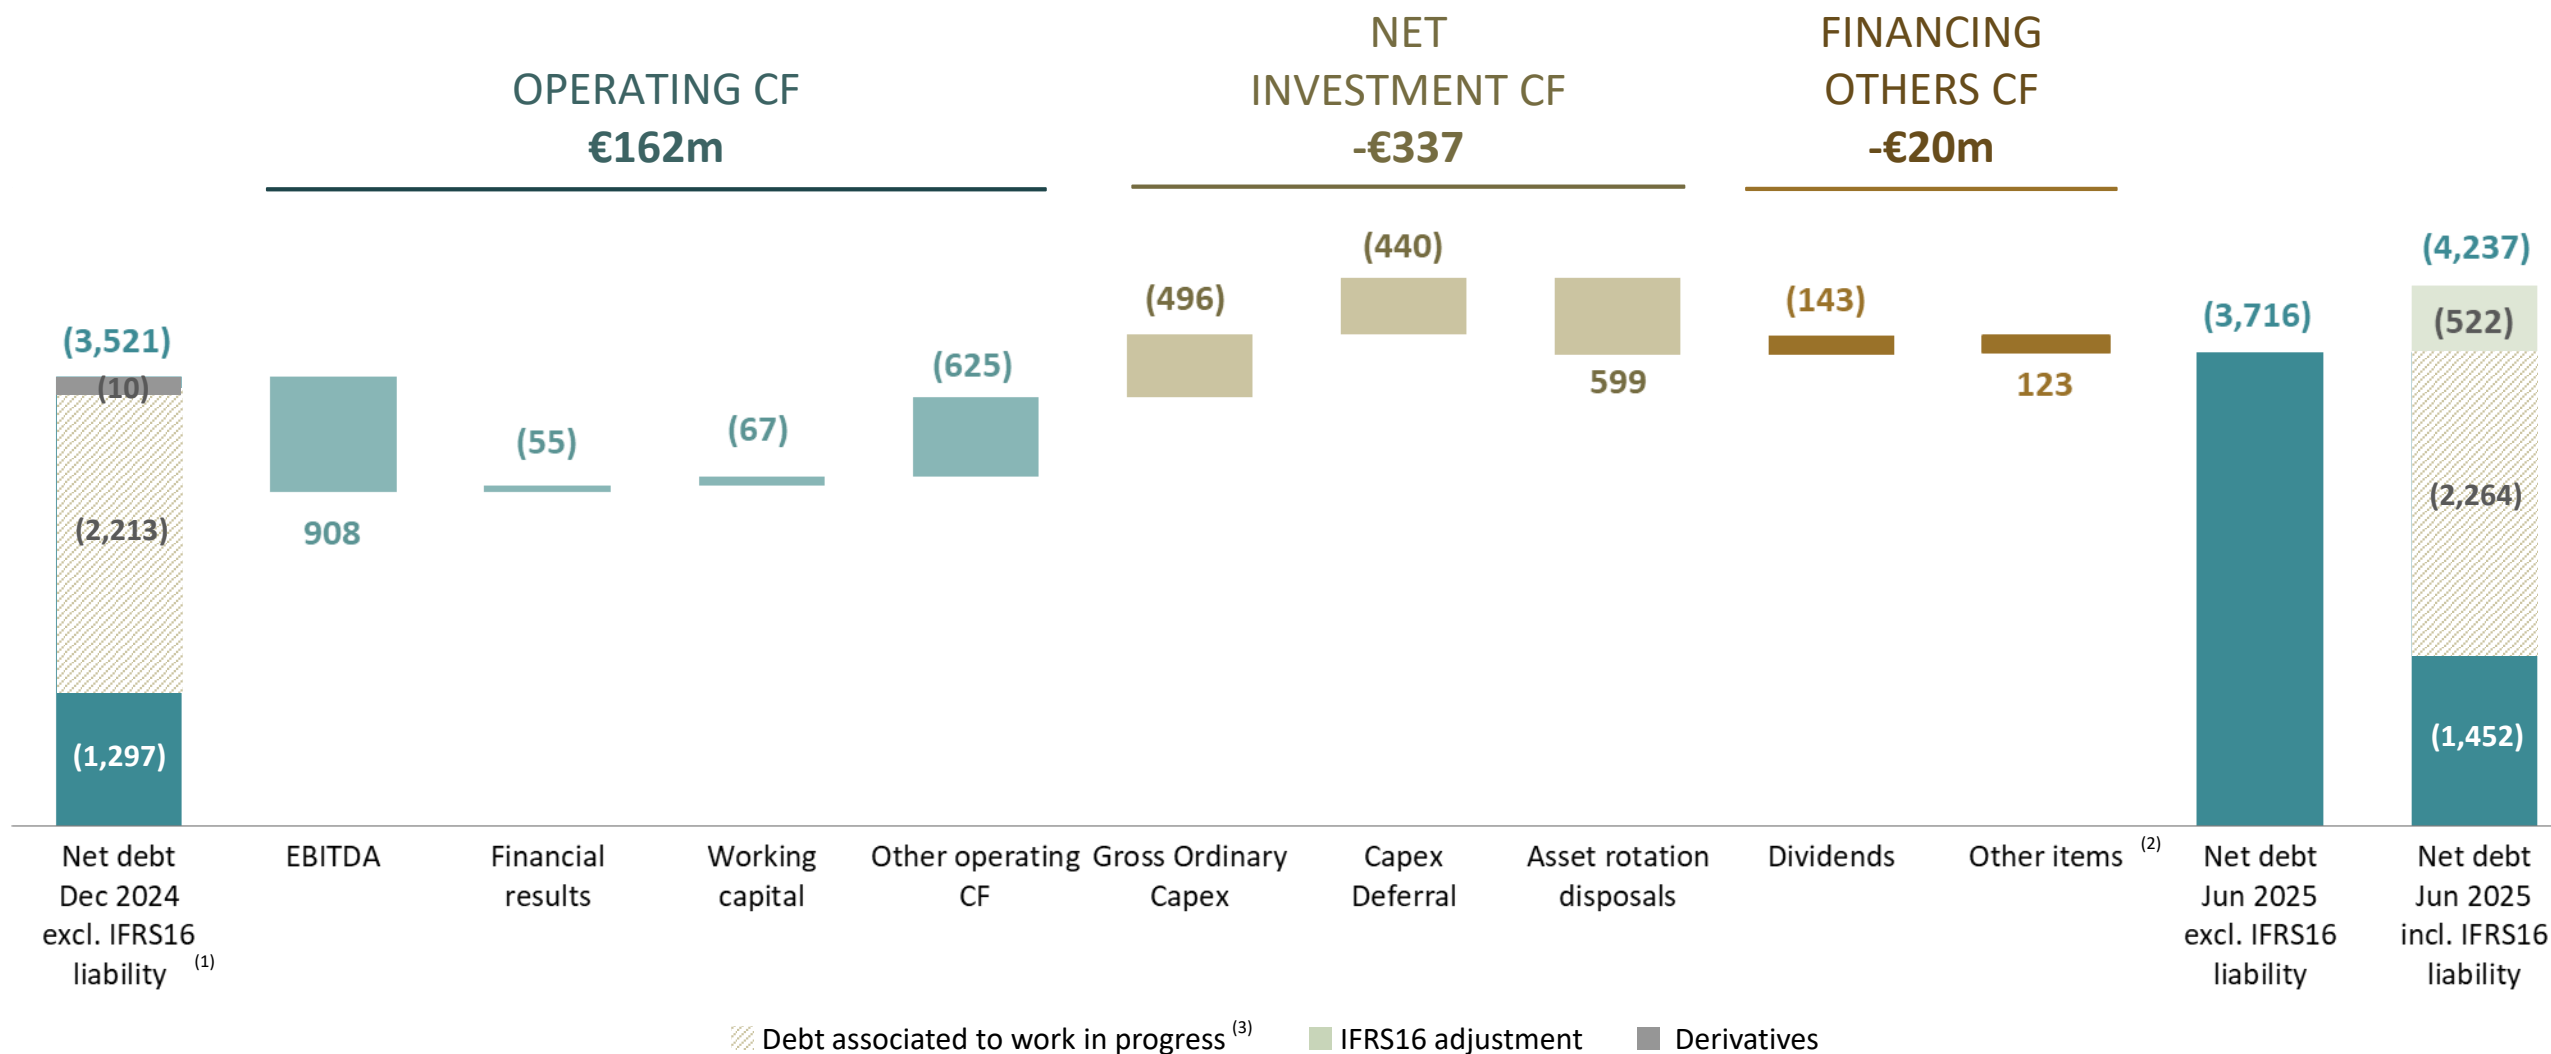 OPERATING CF
€162m
NET
INVESTMENT CF
-€337
FINANCING
OTHERS CF
-€20m
(3,521)
(10)
(2,213)
(1,297)
908
(55)
(67)
(625)
(496)
(440)
599
(143)
123
(3,716)
(4,237)
(522)
(2,264)
(1,452)
Net debt
Dec 2024
excl. IFRS16
liability (1)
EBITDA
Financial
results
Working
capital
Other operating
CF
Gross Ordinary
Capex
Capex
Deferral
Asset rotation
disposals
Dividends
Other items (2)
Net debt
Jun 2025
excl. IFRS16
liability
Net debt
Jun 2025
incl. IFRS16
liability
Debt associated to work in progress (3)
IFRS16 adjustment
Derivatives